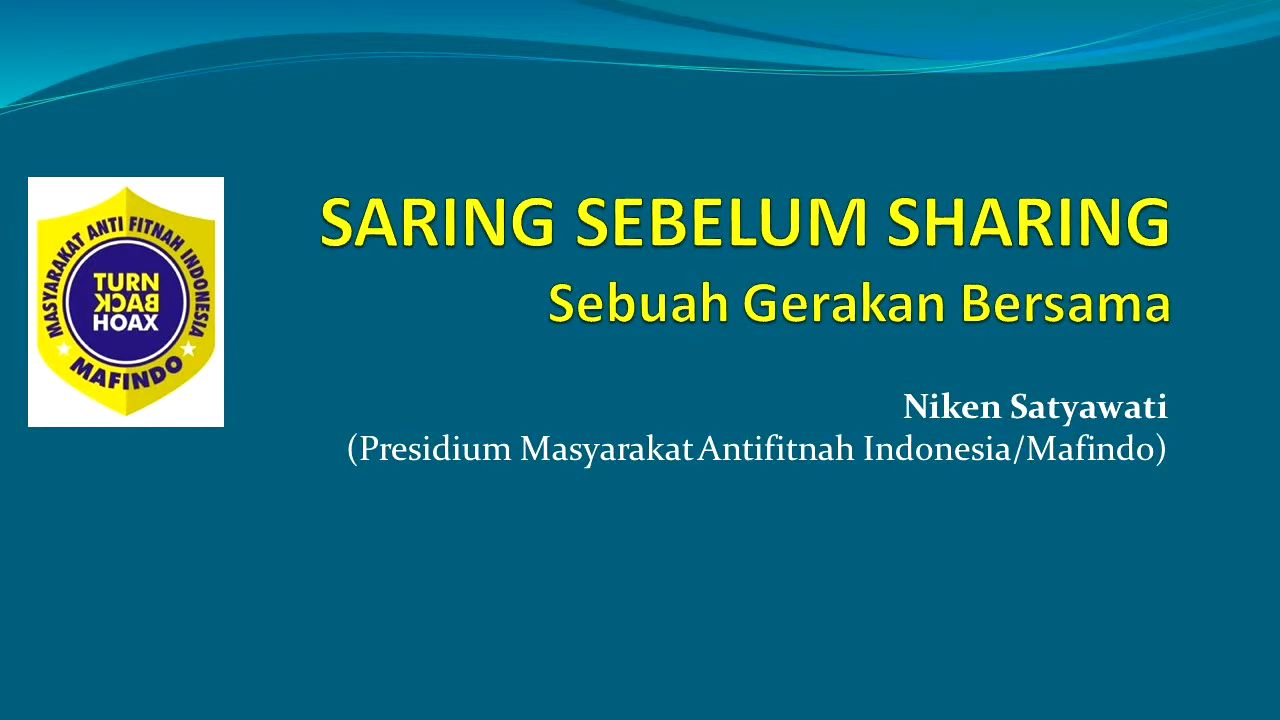 MASYARAKAT ANTI FITNAH INDONESIA
TURN
BACK
HOAX
MAFINDO
SARING SEBELUM SHARING
Sebuah Gerakan Bersama
Niken Satyawati
(Presidium Masyarakat Antifitnah Indonesia/Mafindo)